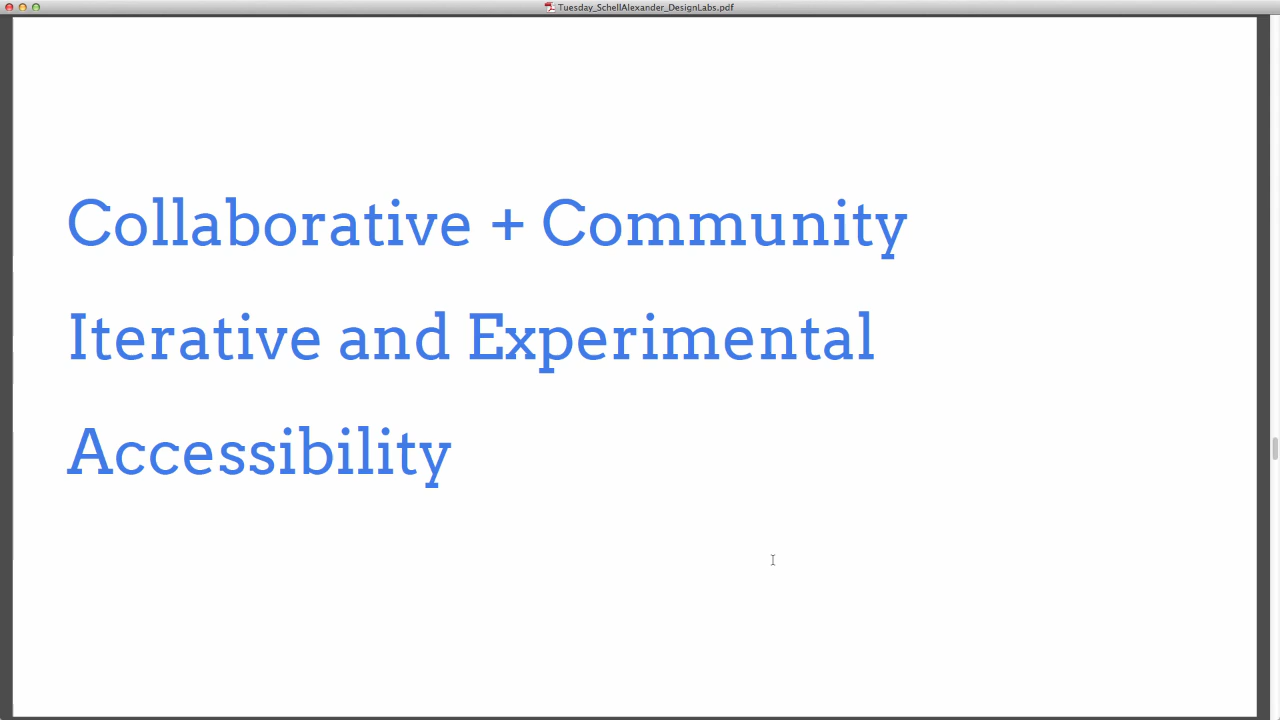 Tuesday_SchellAlexander_DesignLabs.pdf
Collaborative + Community
Iterative and Experimental
Accessibility